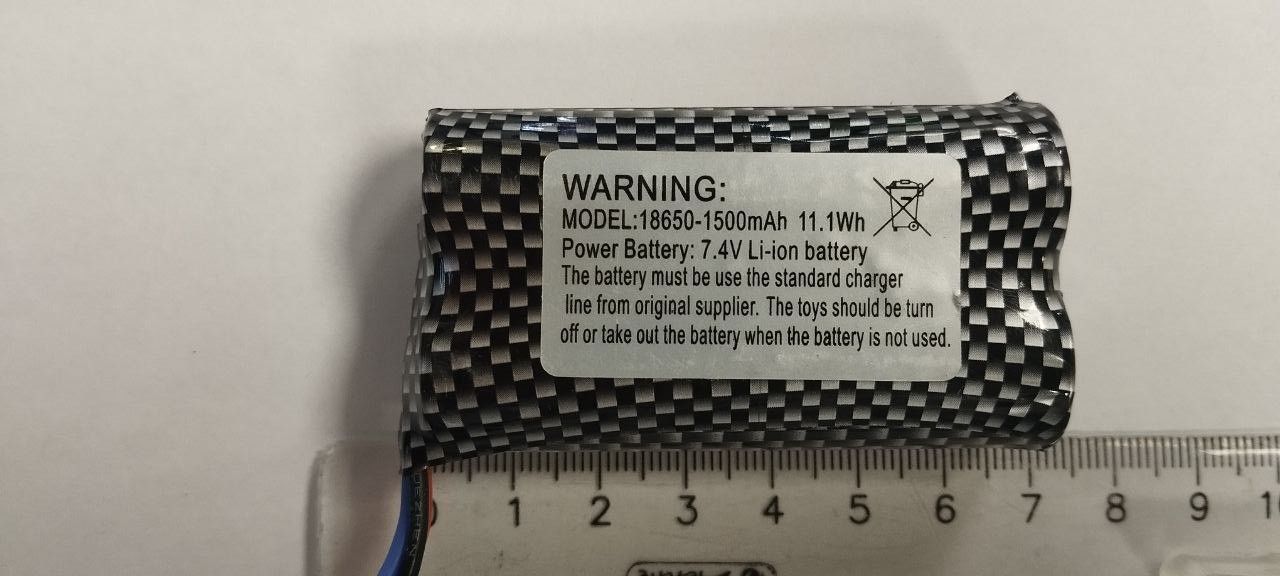 WARNING:
MODEL:18650-1500mAh 11.1Wh
Power Battery: 7.4V Li-ion battery
The battery must be use the standard charger
line from original supplier. The toys should be turn
off or take out the battery when the battery is not used.
1 2 3 4 5 6 7 8 9